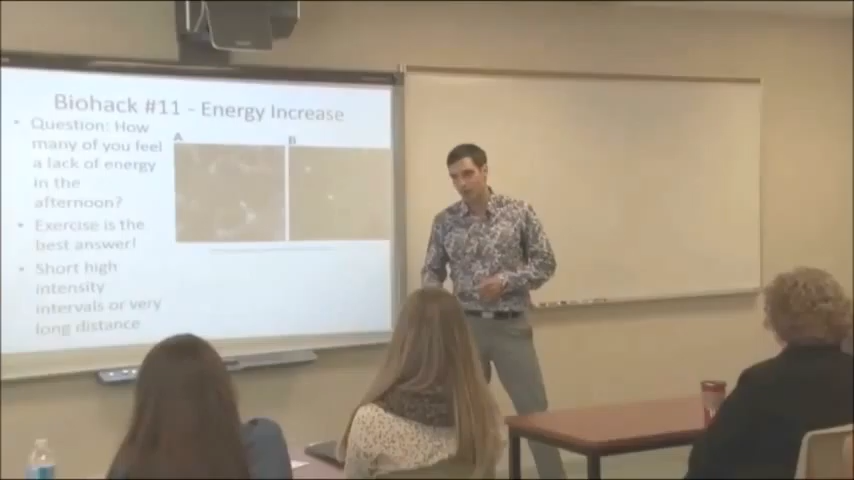 Biohack #11 - Energy Increase
• Question: How
many of you feel
a lack of energy
in the
afternoon?
• Exercise is the
best answer!
• Short high
intensity
intervals or very
long distance
A
B